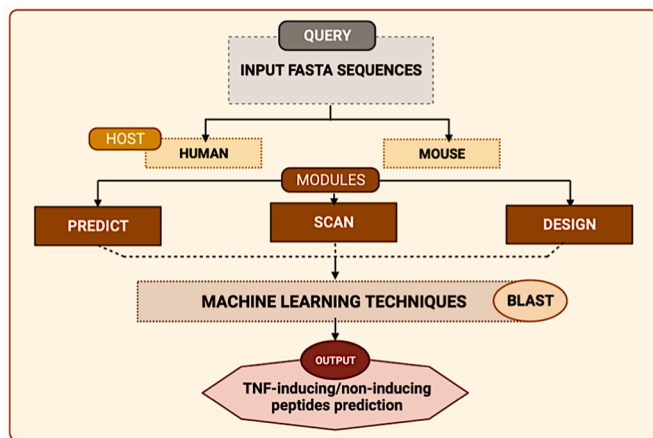 QUERY
INPUT FASTA SEQUENCES
HOST
HUMAN
MOUSE
MODULES
PREDICT
SCAN
DESIGN
MACHINE LEARNING TECHNIQUES
BLAST
OUTPUT
TNF-inducing/non-inducing
peptides prediction